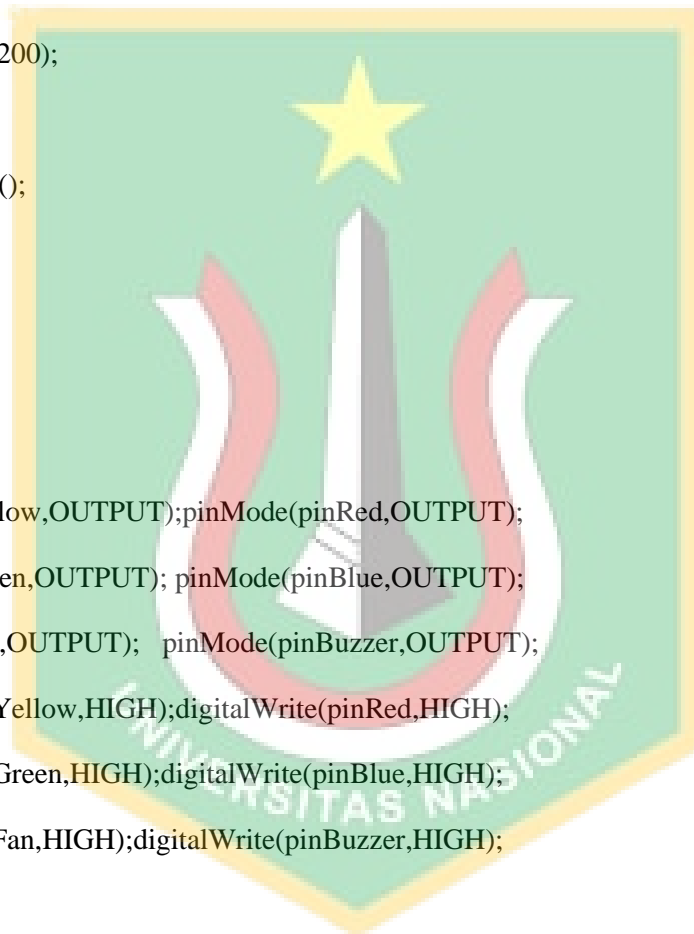 200);
();
low,OUTPUT);pinMode(pinRed,OUTPUT);
en,OUTPUT); pinMode(pinBlue,OUTPUT);
,OUTPUT); pinMode(pinBuzzer,OUTPUT);
Yellow,HIGH);digitalWrite(pinRed,HIGH);
Green,HIGH);digitalWrite(pinBlue,HIGH);
Fan,HIGH);digitalWrite(pinBuzzer,HIGH);
UNIVERSITAS NASIONAL